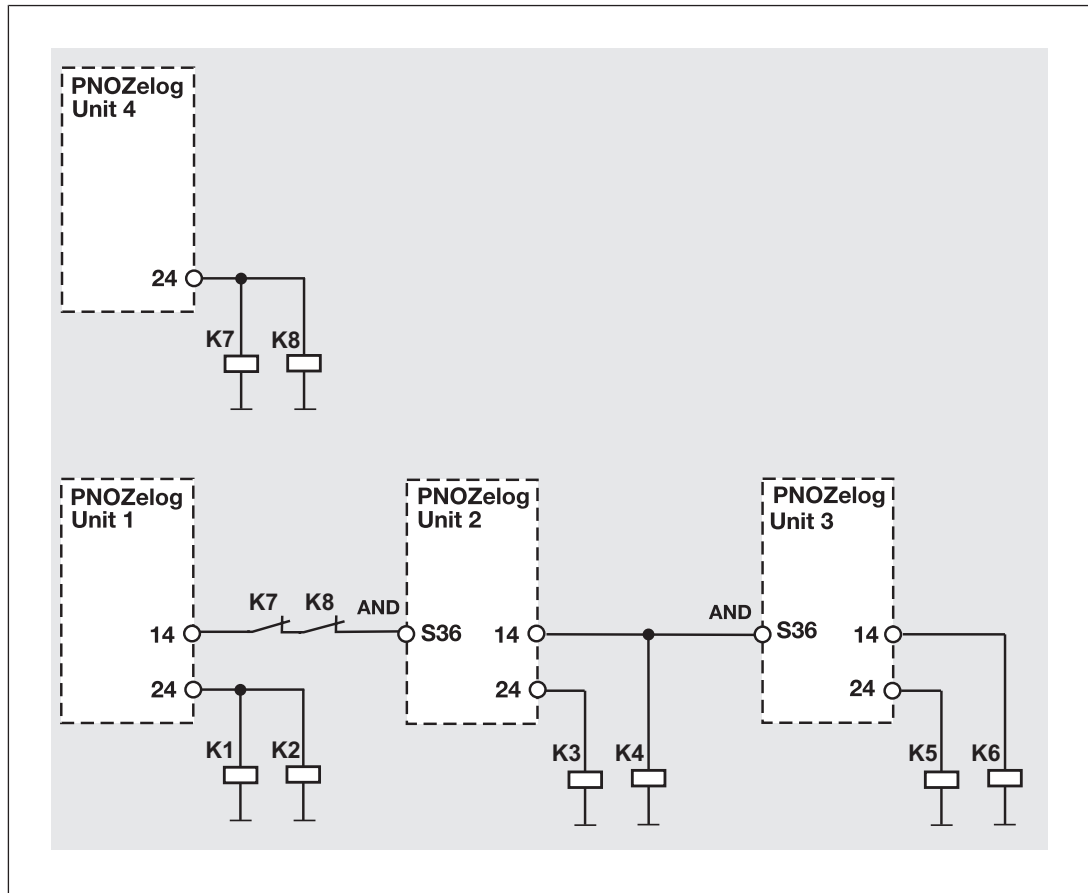 PNOZelog
Unit 4
24
K7 K8
PNOZelog
Unit 1
14
24
K1 K2
K7 K8 AND
PNOZelog
Unit 2
S36 14
24
K3 K4
AND
PNOZelog
Unit 3
S36 14
24
K5 K6